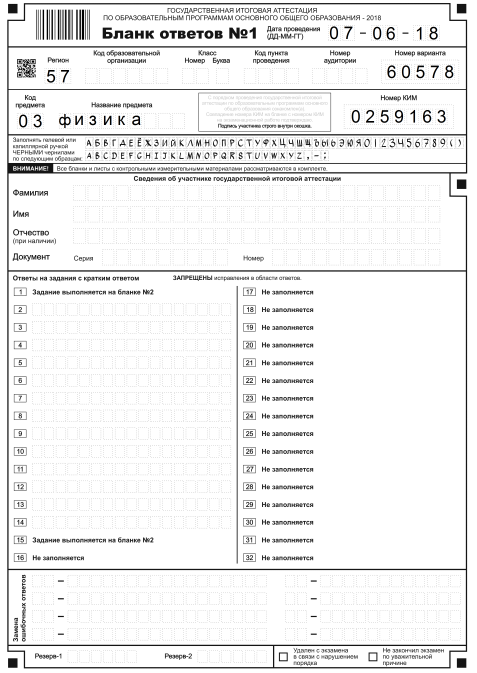 ГОСУДАРСТВЕННАЯ ИТОГОВАЯ АТТЕСТАЦИЯ
ПО ОБРАЗОВАТЕЛЬНЫМ ПРОГРАММАМ ОСНОВНОГО ОБЩЕГО ОБРАЗОВАНИЯ - 2018
Бланк ответов №1 Дата проведения (ДД-ММ-ГГ) 07-06-18
Регион Код образовательной организации Класс Номер Буква Код пункта проведения Номер аудитории Номер варианта
57 60578
Код предмета Название предмета Номер КИМ
03 физика 0259163
Подпись участника строго внутри окошка.
Заполнять гелевой или
капиллярной ручкой
ЧЕРНЫМИ чернилами
по следующим образцам:
АБВГДЕЁЖЗИЙКЛМНОПРСТУФХЦЧШЩЪЫЬЭЮЯ0123456789()
ABCDEFGHIJKLMNOPQRSTUVWXYZ,-;
ВНИМАНИЕ! Все бланки и листы с контрольными измерительными материалами рассматриваются в комплекте.
Сведения об участнике государственной итоговой аттестации
Фамилия
Имя
Отчество
(при наличии)
Документ Серия Номер
Ответы на задания с кратким ответом ЗАПРЕЩЕНЫ исправления в области ответов.
1 Задание выполняется на бланке №2 17 Не заполняется
2 18 Не заполняется
3 19 Не заполняется
4 20 Не заполняется
5 21 Не заполняется
6 22 Не заполняется
7 23 Не заполняется
8 24 Не заполняется
9 25 Не заполняется
10 26 Не заполняется
11 27 Не заполняется
12 28 Не заполняется
13 29 Не заполняется
14 30 Не заполняется
15 Задание выполняется на бланке №2 31 Не заполняется
16 Не заполняется 32 Не заполняется
Замена
ошибочных ответов
– –
– –
– –
– –
Резерв-1 Резерв-2
Удален с экзамена
в связи с нарушением
порядка
Не закончил экзамен
по уважительной
причине